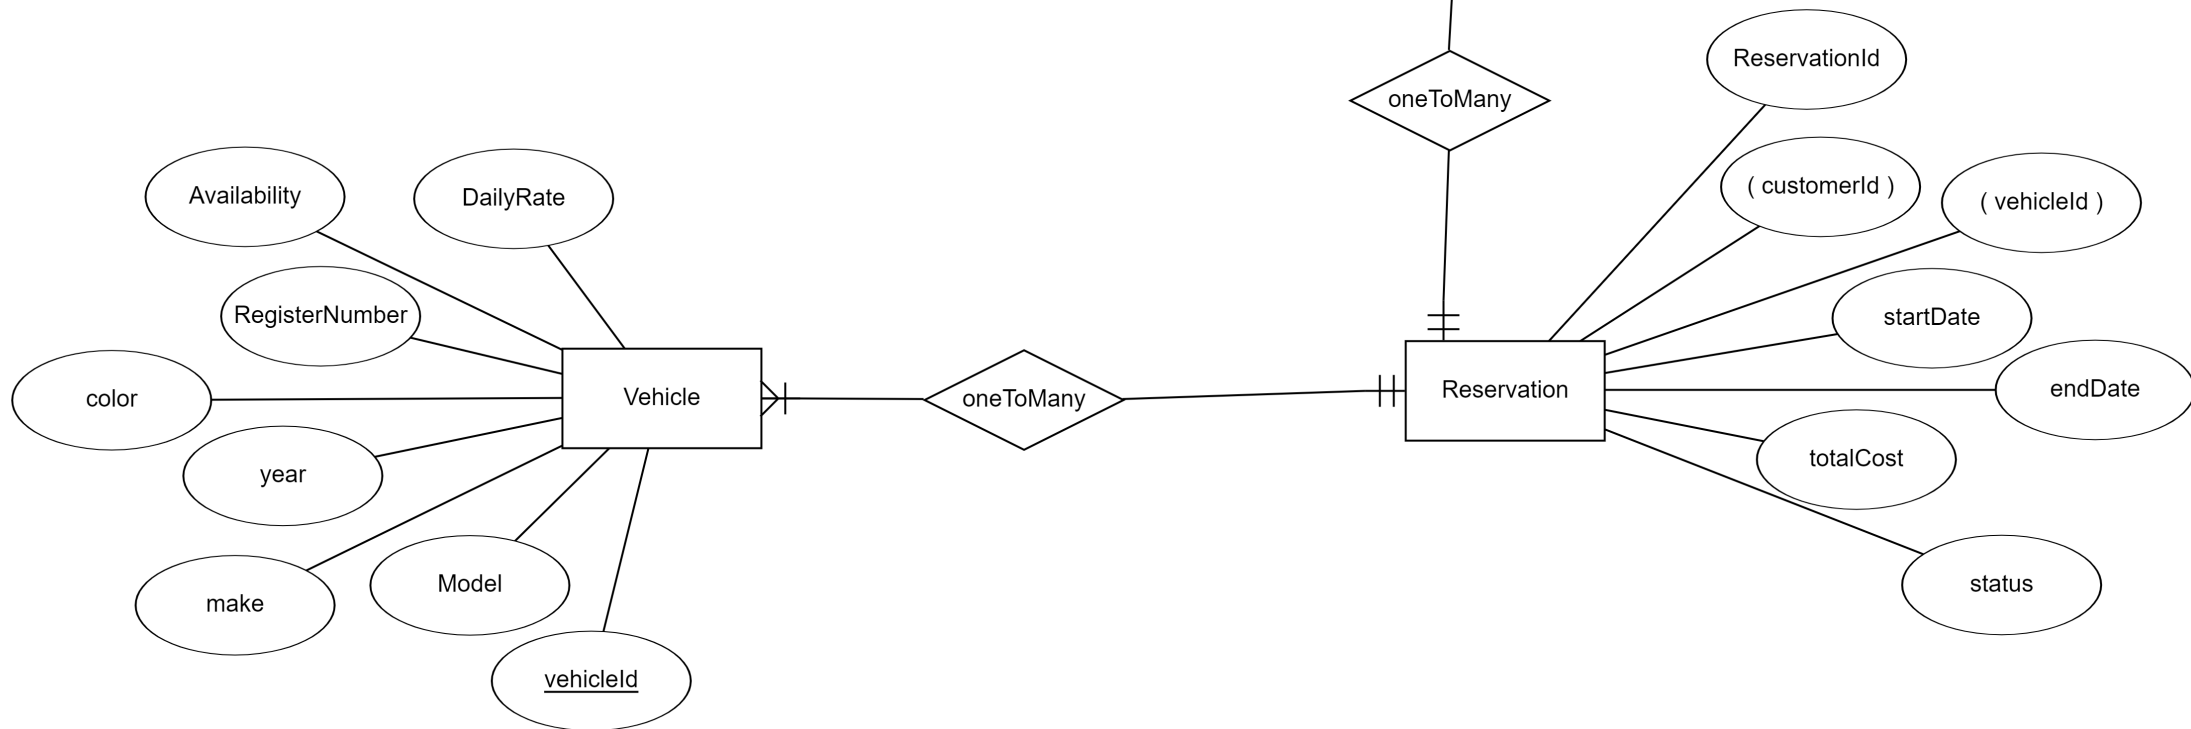 ReservationId
oneToMany
( customerId )
Availability
DailyRate
( vehicleId )
RegisterNumber
startDate
color
Vehicle
oneToMany
Reservation
endDate
year
totalCost
make
Model
status
vehicleId